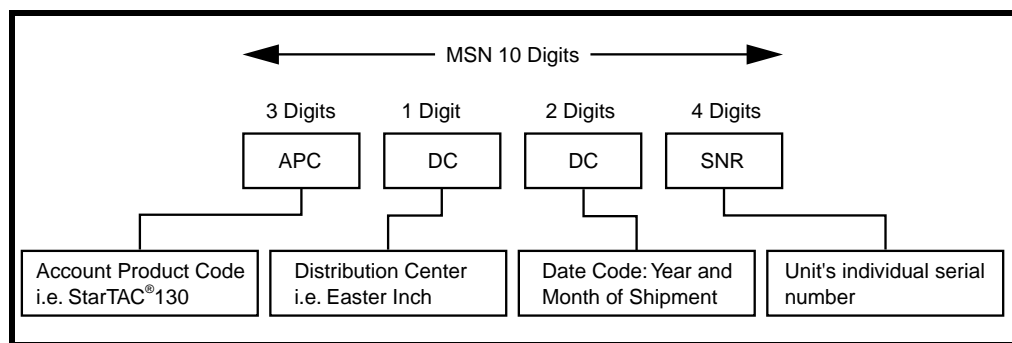 MSN 10 Digits
3 Digits 1 Digit 2 Digits 4 Digits
APC DC DC SNR
Account Product Code
i.e. StarTAC®130
Distribution Center
i.e. Easter Inch
Date Code: Year and
Month of Shipment
Unit's individual serial
number